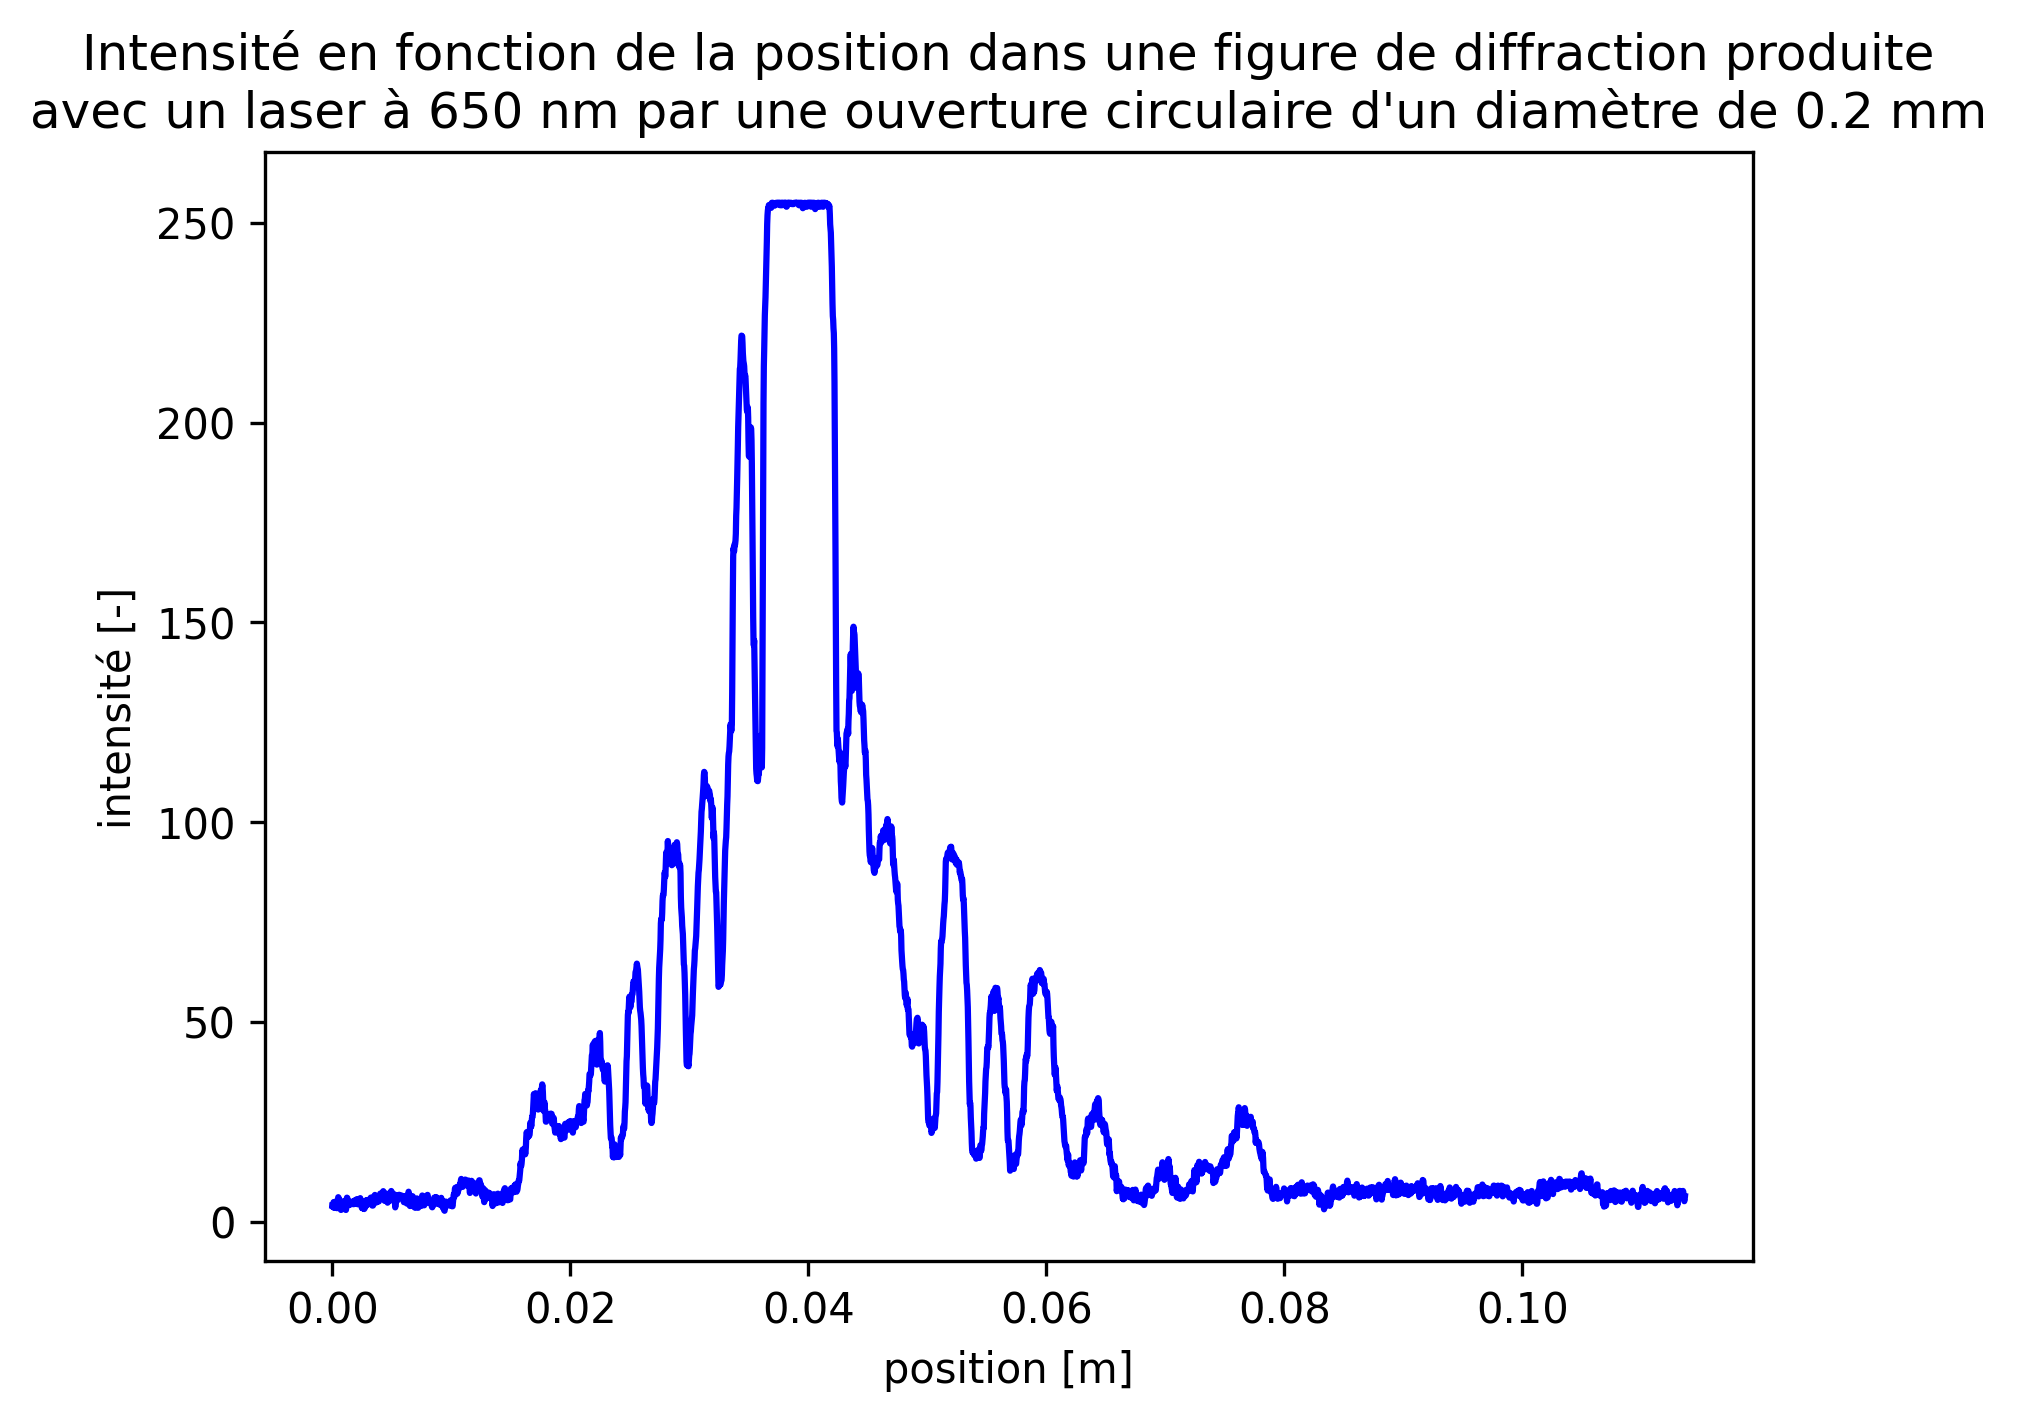 Intensité en fonction de la position dans une figure de diffraction produite
avec un laser à 650 nm par une ouverture circulaire d'un diamètre de 0.2 mm
250
200
150
100
50
0
intensité [-]
0.00 0.02 0.04 0.06 0.08 0.10
position [m]